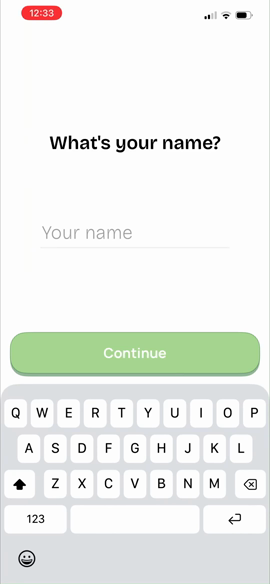 12:33
What's your name?
Your name
Continue
Q W E R T Y U I O P
A S D F G H J K L
Z X C V B N M
123